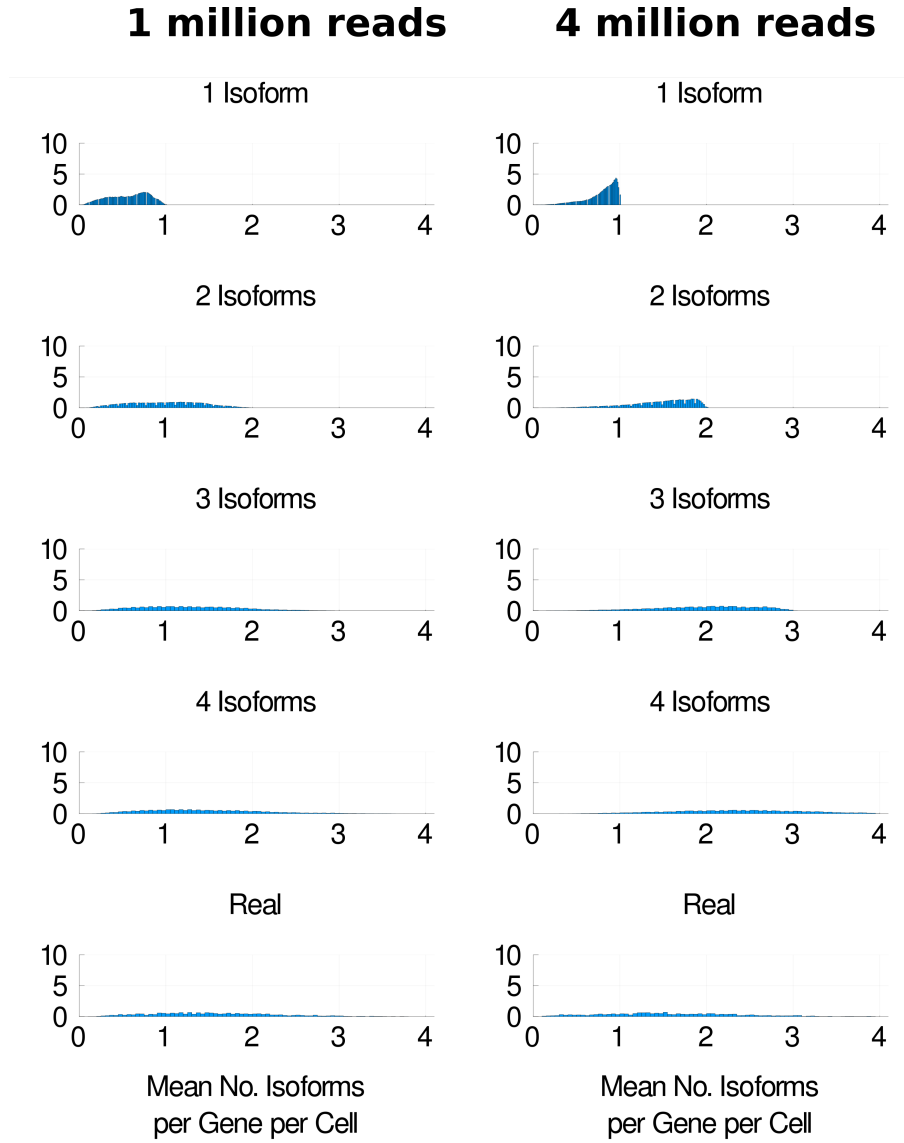 1 million reads 4 million reads
1 Isoform 1 Isoform
10 10
5 5
0 0
0 1 2 3 4 0 1 2 3 4
2 Isoforms 2 Isoforms
10 10
5 5
0 0
0 1 2 3 4 0 1 2 3 4
3 Isoforms 3 Isoforms
10 10
5 5
0 0
0 1 2 3 4 0 1 2 3 4
4 Isoforms 4 Isoforms
10 10
5 5
0 0
0 1 2 3 4 0 1 2 3 4
Real Real
10 10
5 5
0 0
0 1 2 3 4 0 1 2 3 4
Mean No. Isoforms Mean No. Isoforms
per Gene per Cell per Gene per Cell